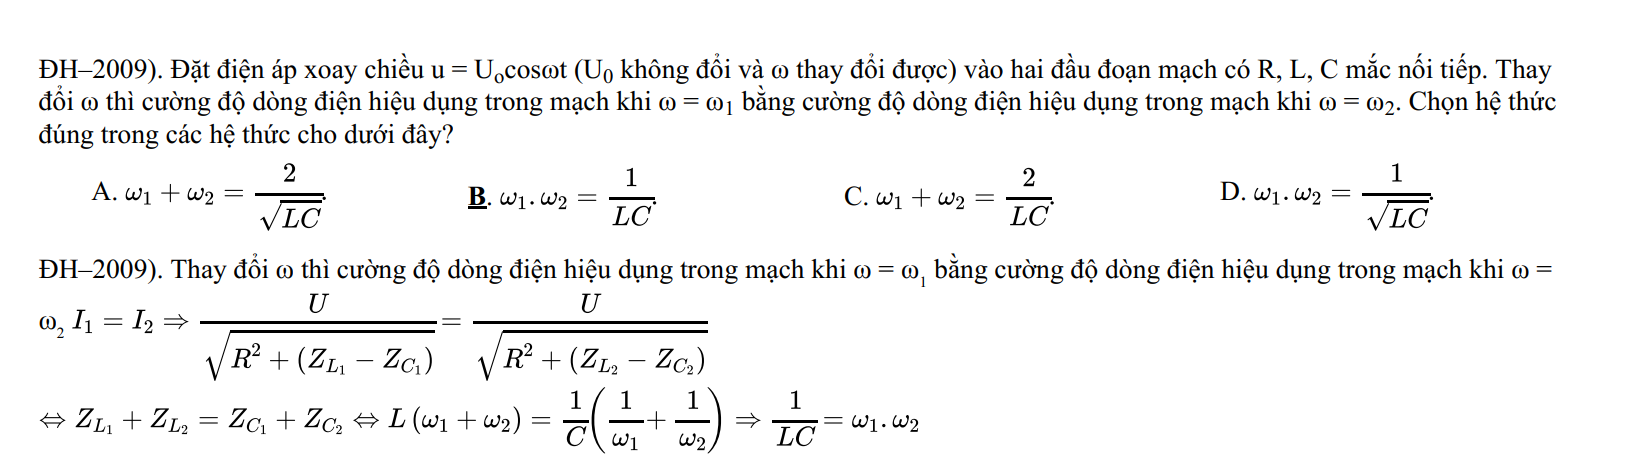 ĐH–2009). Đặt điện áp xoay chiều u = U₀cosωt (U₀ không đổi và ω thay đổi được) vào hai đầu đoạn mạch có R, L, C mắc nối tiếp. Thay
đổi ω thì cường độ dòng điện hiệu dụng trong mạch khi ω = ω₁ bằng cường độ dòng điện hiệu dụng trong mạch khi ω = ω₂. Chọn hệ thức
đúng trong các hệ thức cho dưới đây?
A. $\omega_1 + \omega_2 = \frac{2}{\sqrt{LC}}$. B. $\omega_1 . \omega_2 = \frac{1}{LC}$. C. $\omega_1 + \omega_2 = \frac{2}{LC}$. D. $\omega_1 . \omega_2 = \frac{1}{\sqrt{LC}}$.
ĐH–2009). Thay đổi ω thì cường độ dòng điện hiệu dụng trong mạch khi ω = ω₁ bằng cường độ dòng điện hiệu dụng trong mạch khi ω =
ω₂ $I_1 = I_2 \Rightarrow \frac{U}{\sqrt{R^2 + (Z_{L_1} - Z_{C_1})}} = \frac{U}{\sqrt{R^2 + (Z_{L_2} - Z_{C_2})}}$
$\Leftrightarrow Z_{L_1} + Z_{L_2} = Z_{C_1} + Z_{C_2} \Leftrightarrow L(\omega_1 + \omega_2) = \frac{1}{C}\left(\frac{1}{\omega_1} + \frac{1}{\omega_2}\right) \Rightarrow \frac{1}{LC} = \omega_1 . \omega_2$